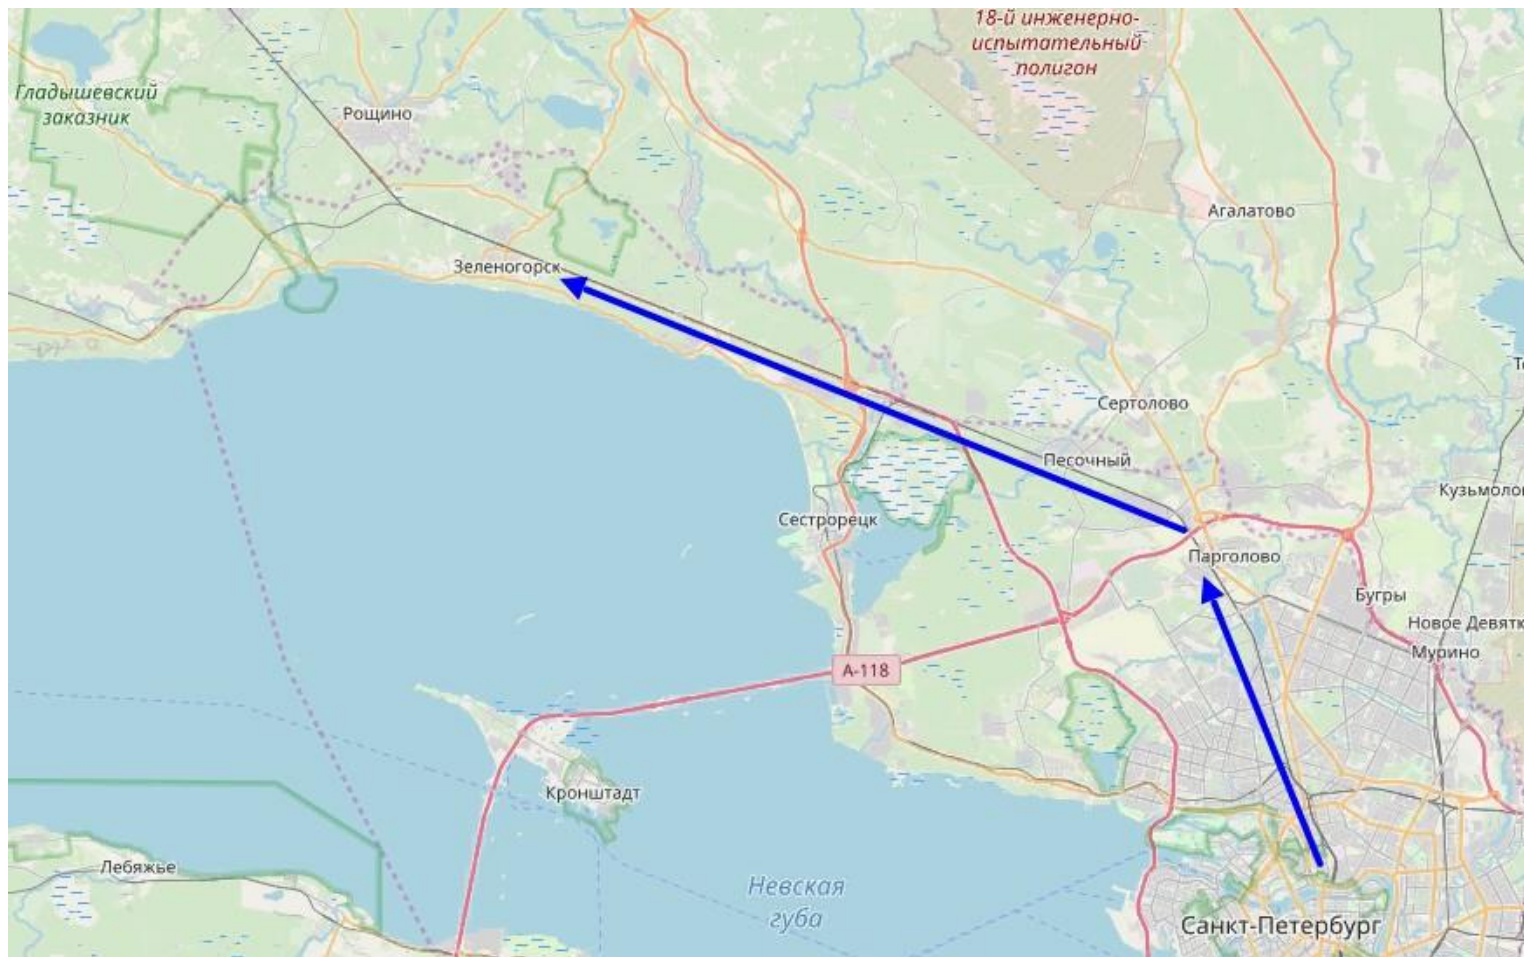 18-й инженерно-
испытательный
полигон
Гладышевский
заказник
Рощино
Агалатово
Зеленогорск
Сертолово
Песочный
Сестрорецк
Парголово
Бугры
Мурино
А-118
Кронштадт
Лебяжье
Невская
губа
Санкт-Петербург
Новое Девятк
Кузьмоло